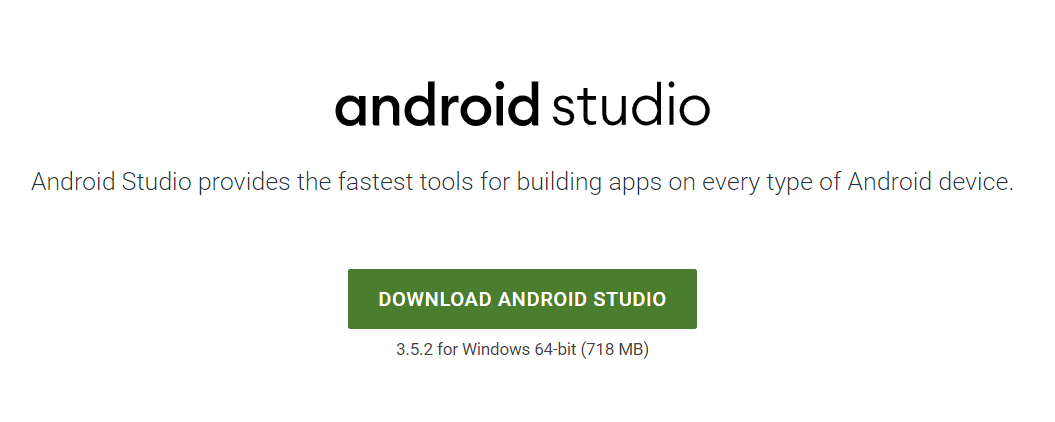 android studio
Android Studio provides the fastest tools for building apps on every type of Android device.
DOWNLOAD ANDROID STUDIO
3.5.2 for Windows 64-bit (718 MB)